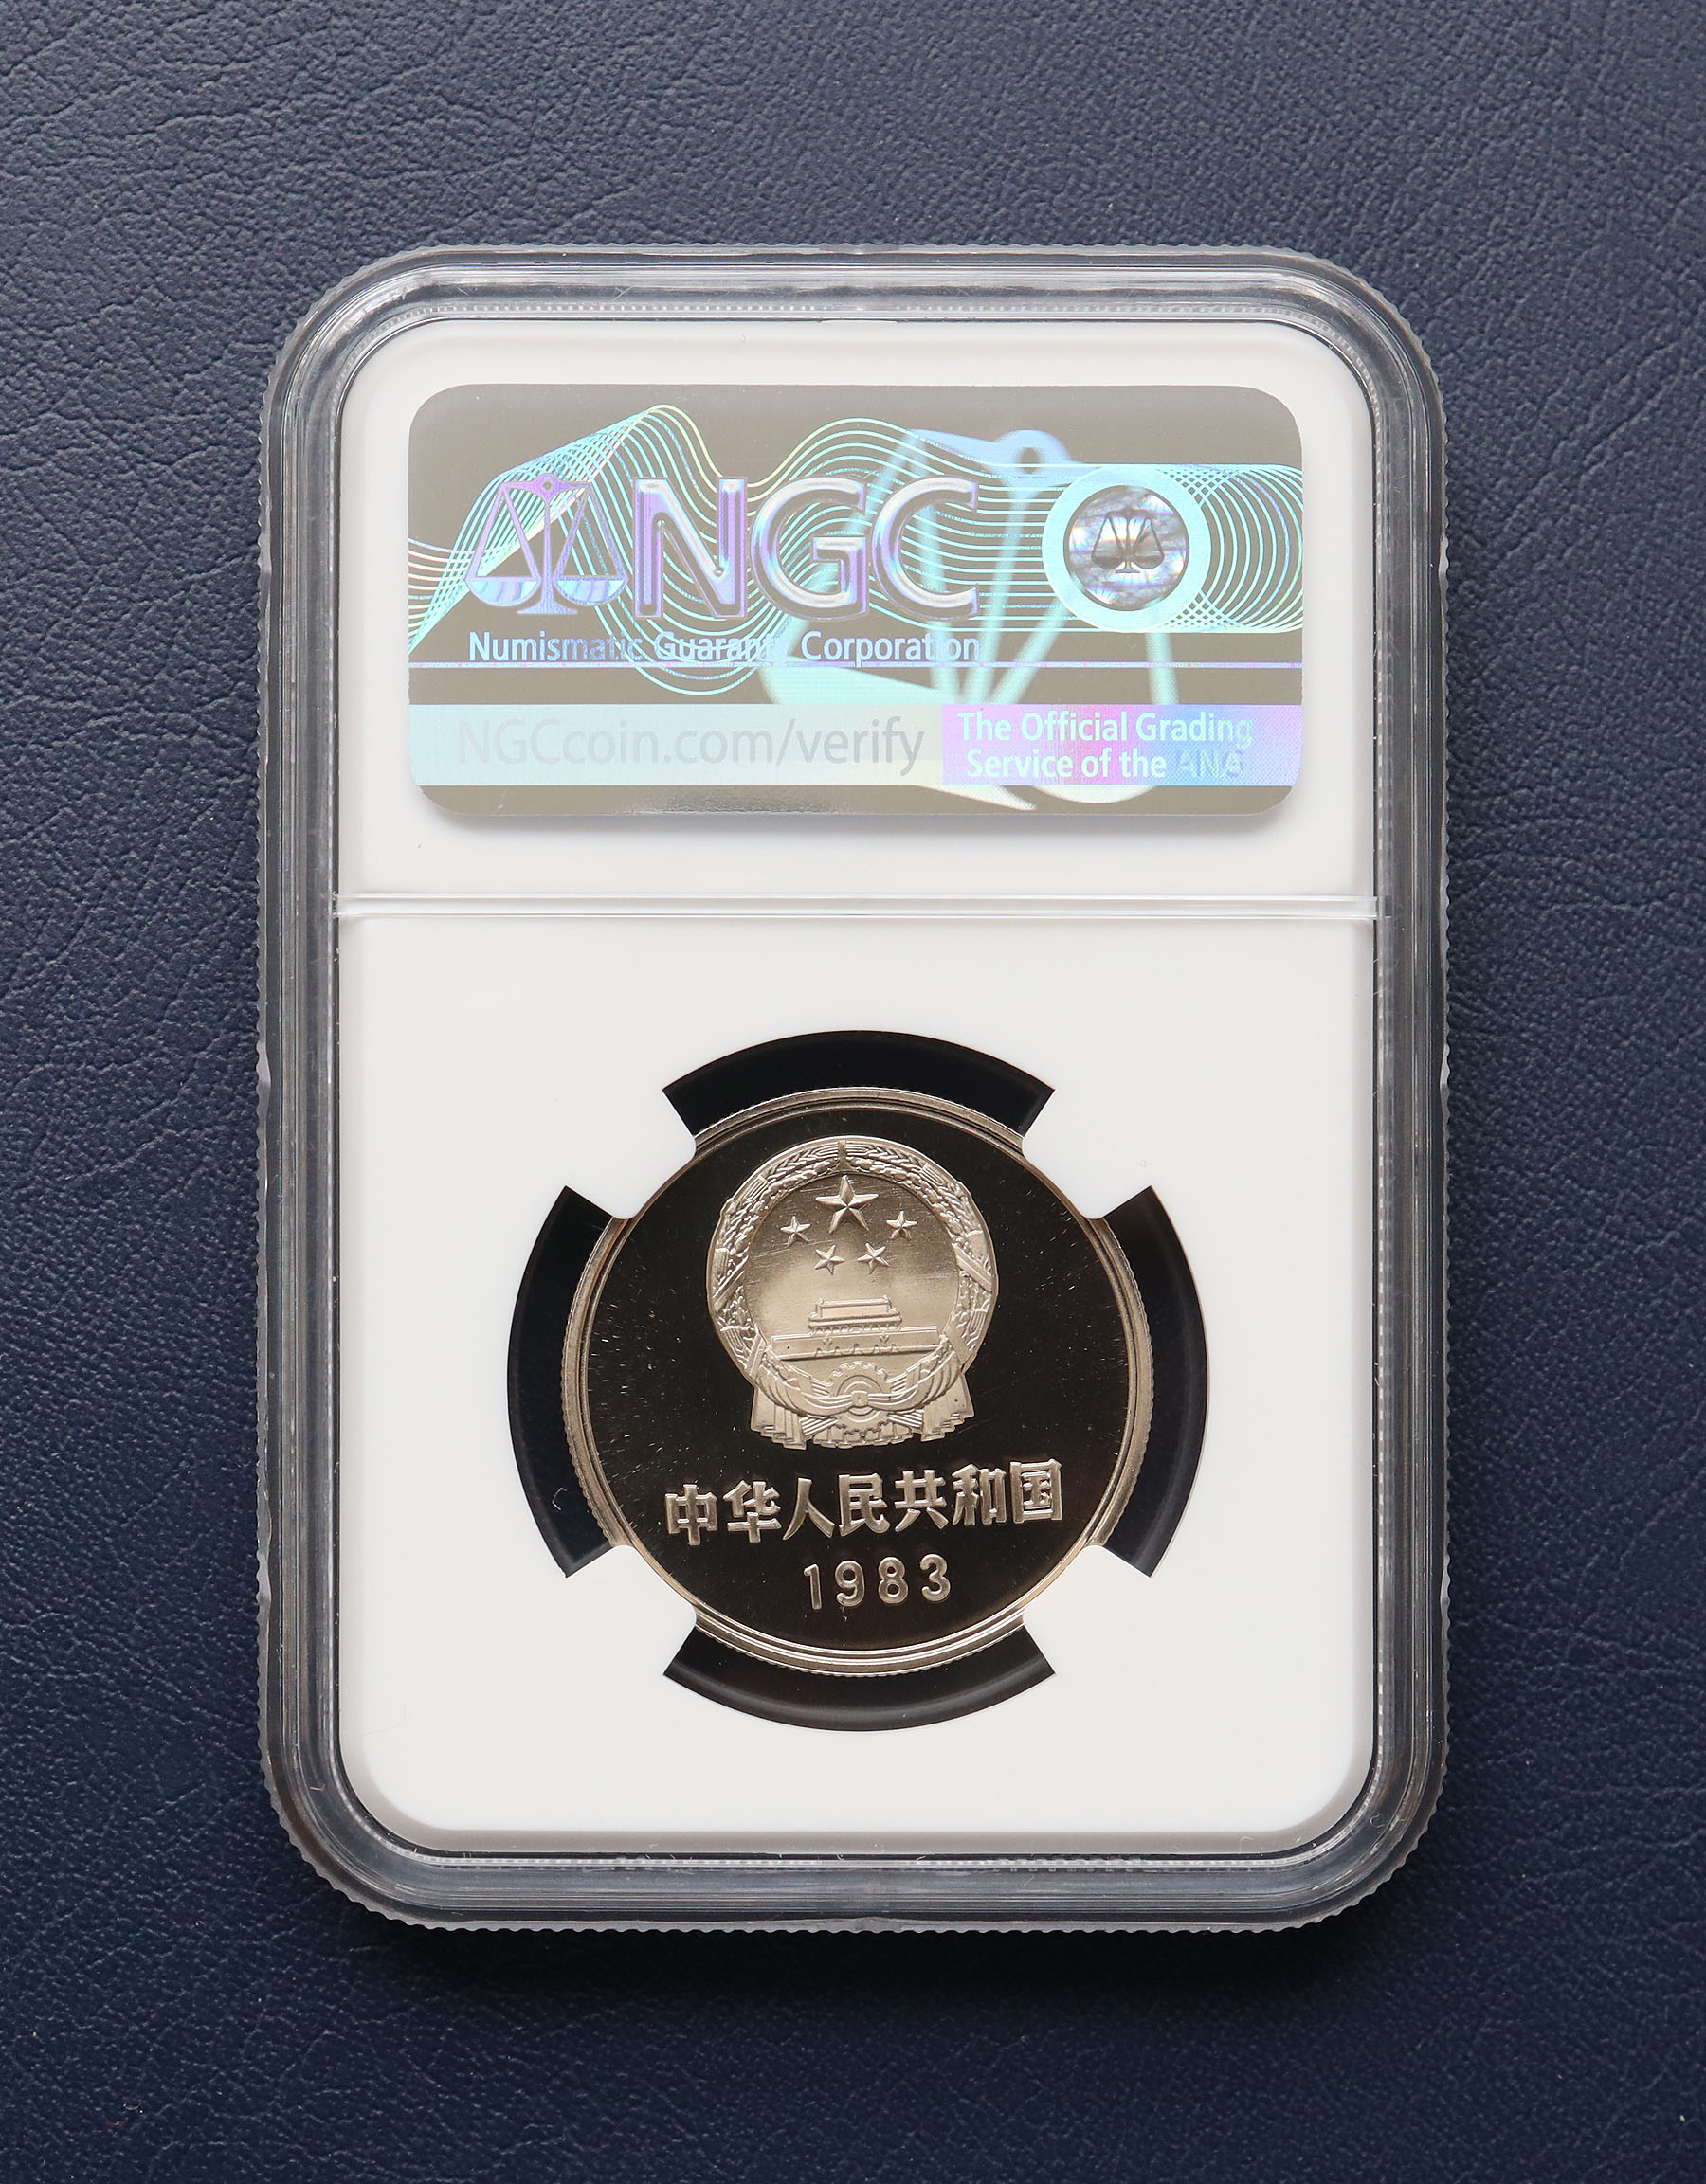 NGC
Numismatic Guaranty Corporation
NGCcoin.com/verify
The Official Grading
Service of the ANA
中华人民共和国
1983